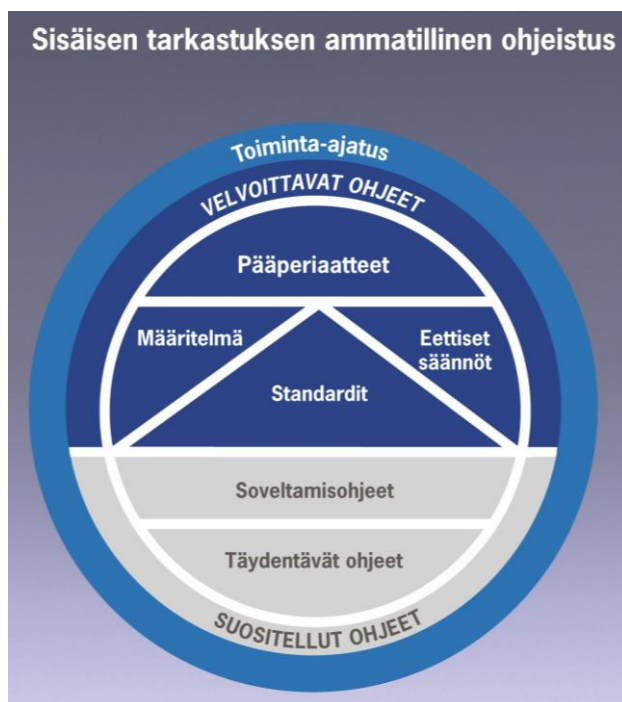 Sisäisen tarkastuksen ammatillinen ohjeistus
Toiminta-ajatus
VELVOITTAVAT OHJEET
Pääperiaatteet
Määritelmä
Eettiset
säännöt
Standardit
Soveltamisohjeet
Täydentävät ohjeet
SUOSITELLUT OHJEET